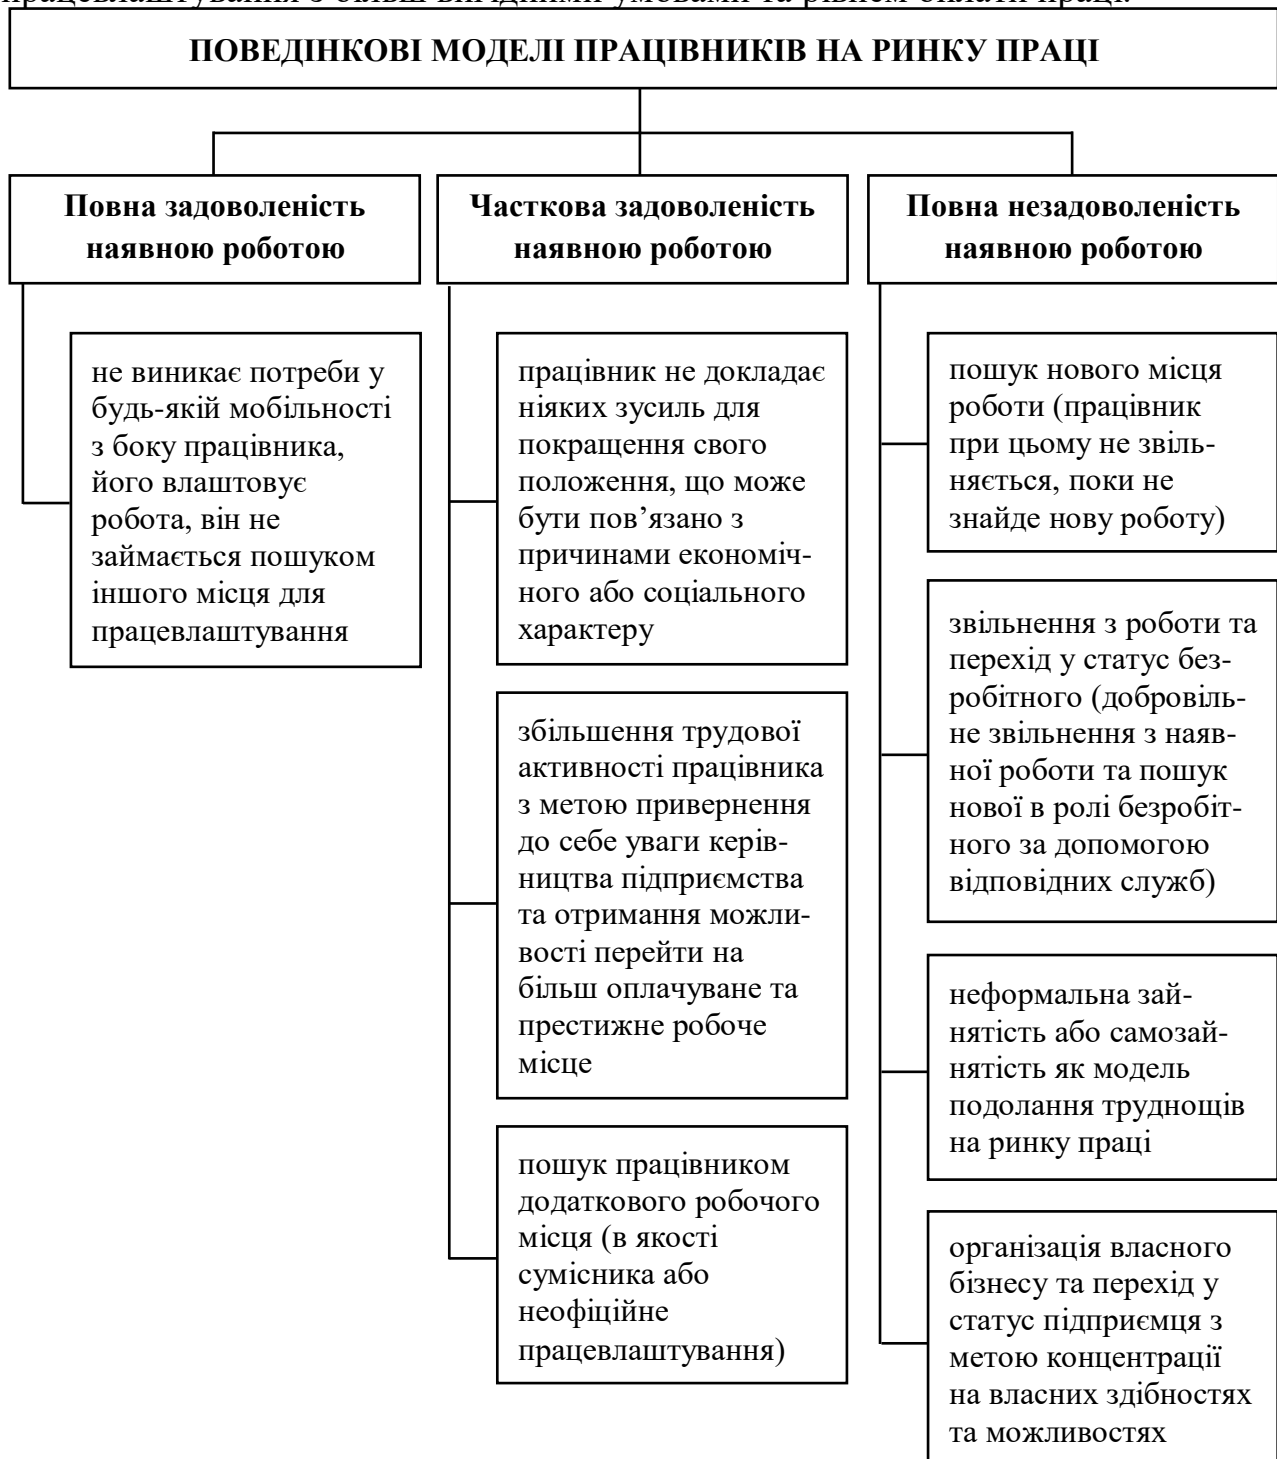 працевлаштування з більш вигідними умовами та рівнем оплати праці.
ПОВЕДІНКОВІ МОДЕЛІ ПРАЦІВНИКІВ НА РИНКУ ПРАЦІ
Повна задоволеність
наявною роботою
не виникає потреби у
будь-якій мобільності
з боку працівника,
його влаштовує
робота, він не
займається пошуком
іншого місця для
працевлаштування
Часткова задоволеність
наявною роботою
працівник не докладає
ніяких зусиль для
покращення свого
положення, що може
бути пов’язано з
причинами економіч-
ного або соціального
характеру
збільшення трудової
активності працівника
з метою привернення
до себе уваги керів-
ництва підприємства
та отримання можли-
вості перейти на
більш оплачуване та
престижне робоче
місце
пошук працівником
додаткового робочого
місця (в якості
сумісника або
неофіційне
працевлаштування)
Повна незадоволеність
наявною роботою
пошук нового місця
роботи (працівник
при цьому не звіль-
няється, поки не
знайде нову роботу)
звільнення з роботи та
перехід у статус без-
робітного (добровіль-
не звільнення з наяв-
ної роботи та пошук
нової в ролі безробіт-
ного за допомогою
відповідних служб)
неформальна зай-
нятість або самозай-
нятість як модель
подолання труднощів
на ринку праці
організація власного
бізнесу та перехід у
статус підприємця з
метою концентрації
на власних здібностях
та можливостях